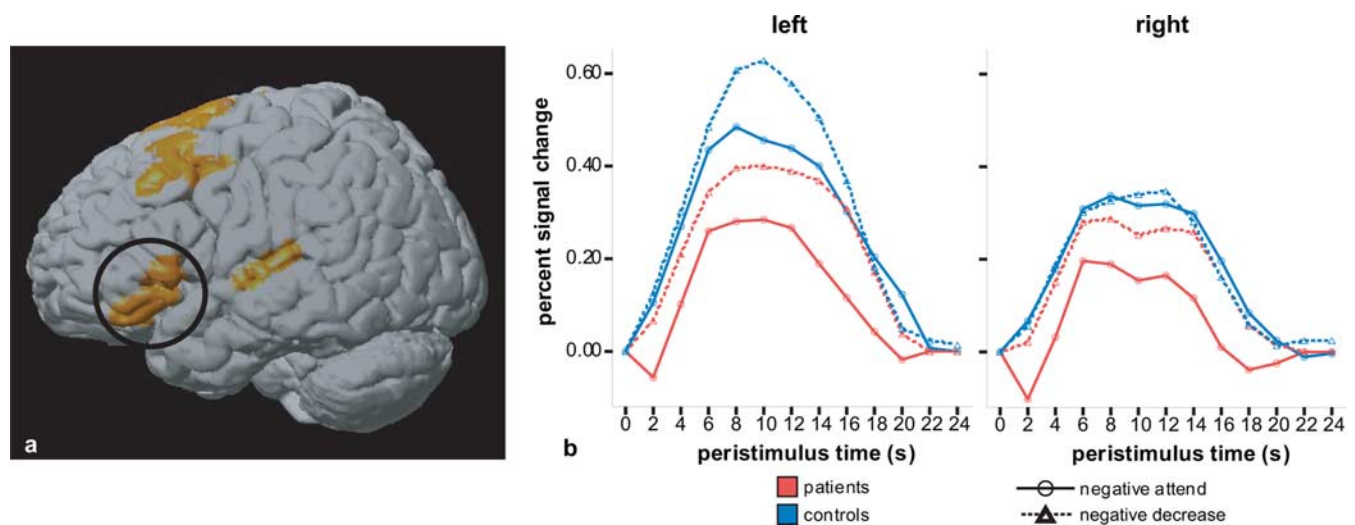 a
b
left
right
percent signal change
0.60
0.40
0.20
0.00
0 2 4 6 8 10 12 14 16 18 20 22 24
0 2 4 6 8 10 12 14 16 18 20 22 24
peristimulus time (s)
peristimulus time (s)
patients
controls
negative attend
negative decrease